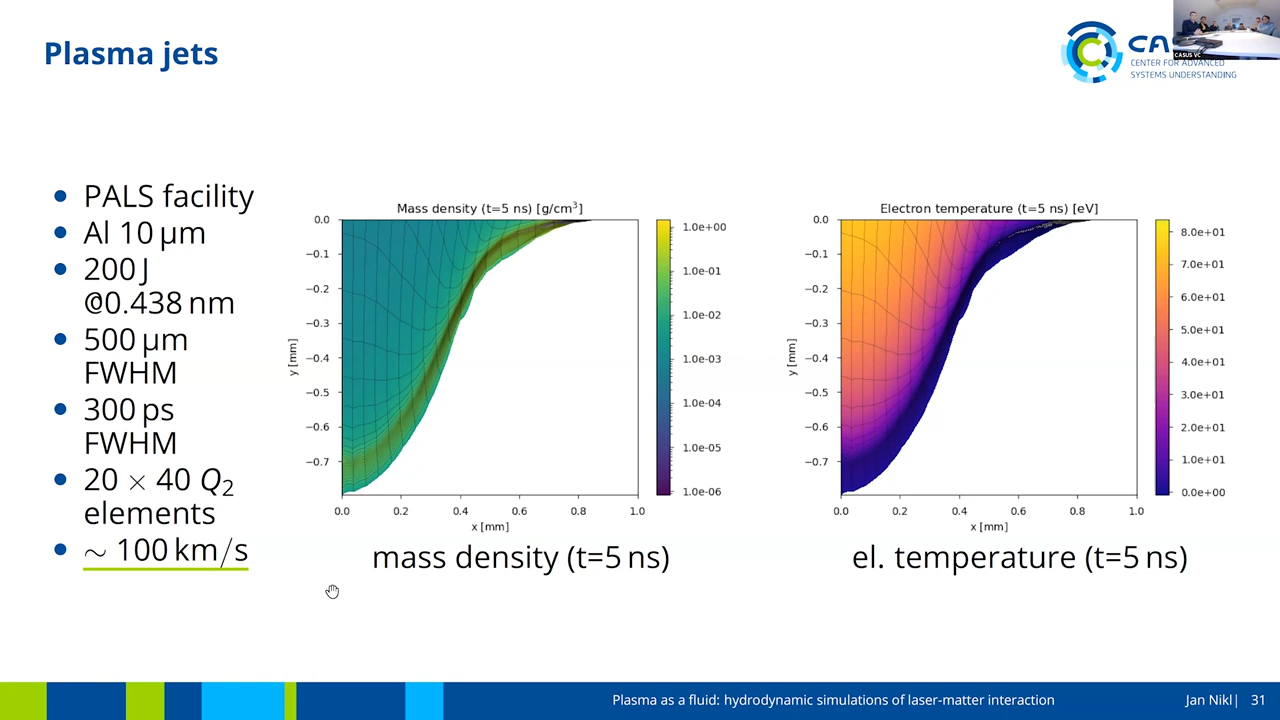 Plasma jets
CA
CENTER FOR ADVANCED
SYSTEMS UNDERSTANDING
CASUS VC
• PALS facility
• Al 10 μm
• 200 J
@0.438 nm
• 500 μm
FWHM
• 300 ps
FWHM
• 20 × 40 Q₂
elements
• ~ 100 km/s
Mass density (t=5 ns) [g/cm³]
0.0
−0.1
−0.2
−0.3
−0.4
−0.5
−0.6
−0.7
y [mm]
0.0 0.2 0.4 0.6 0.8 1.0
x [mm]
1.0e+00
1.0e-01
1.0e-02
1.0e-03
1.0e-04
1.0e-05
1.0e-06
mass density (t=5 ns)
Electron temperature (t=5 ns) [eV]
0.0
−0.1
−0.2
−0.3
−0.4
−0.5
−0.6
−0.7
y [mm]
0.0 0.2 0.4 0.6 0.8 1.0
x [mm]
8.0e+01
7.0e+01
6.0e+01
5.0e+01
4.0e+01
3.0e+01
2.0e+01
1.0e+01
0.0e+00
el. temperature (t=5 ns)
Plasma as a fluid: hydrodynamic simulations of laser-matter interaction
Jan Nikl| 31